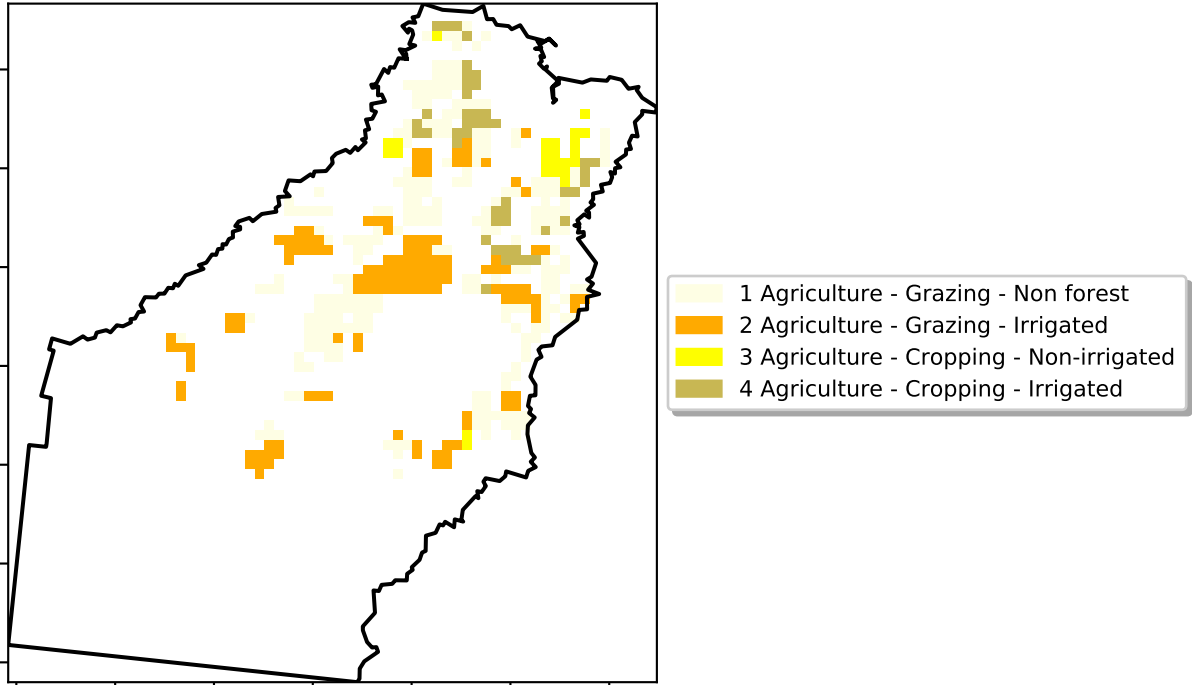 1 Agriculture - Grazing - Non forest
2 Agriculture - Grazing - Irrigated
3 Agriculture - Cropping - Non-irrigated
4 Agriculture - Cropping - Irrigated